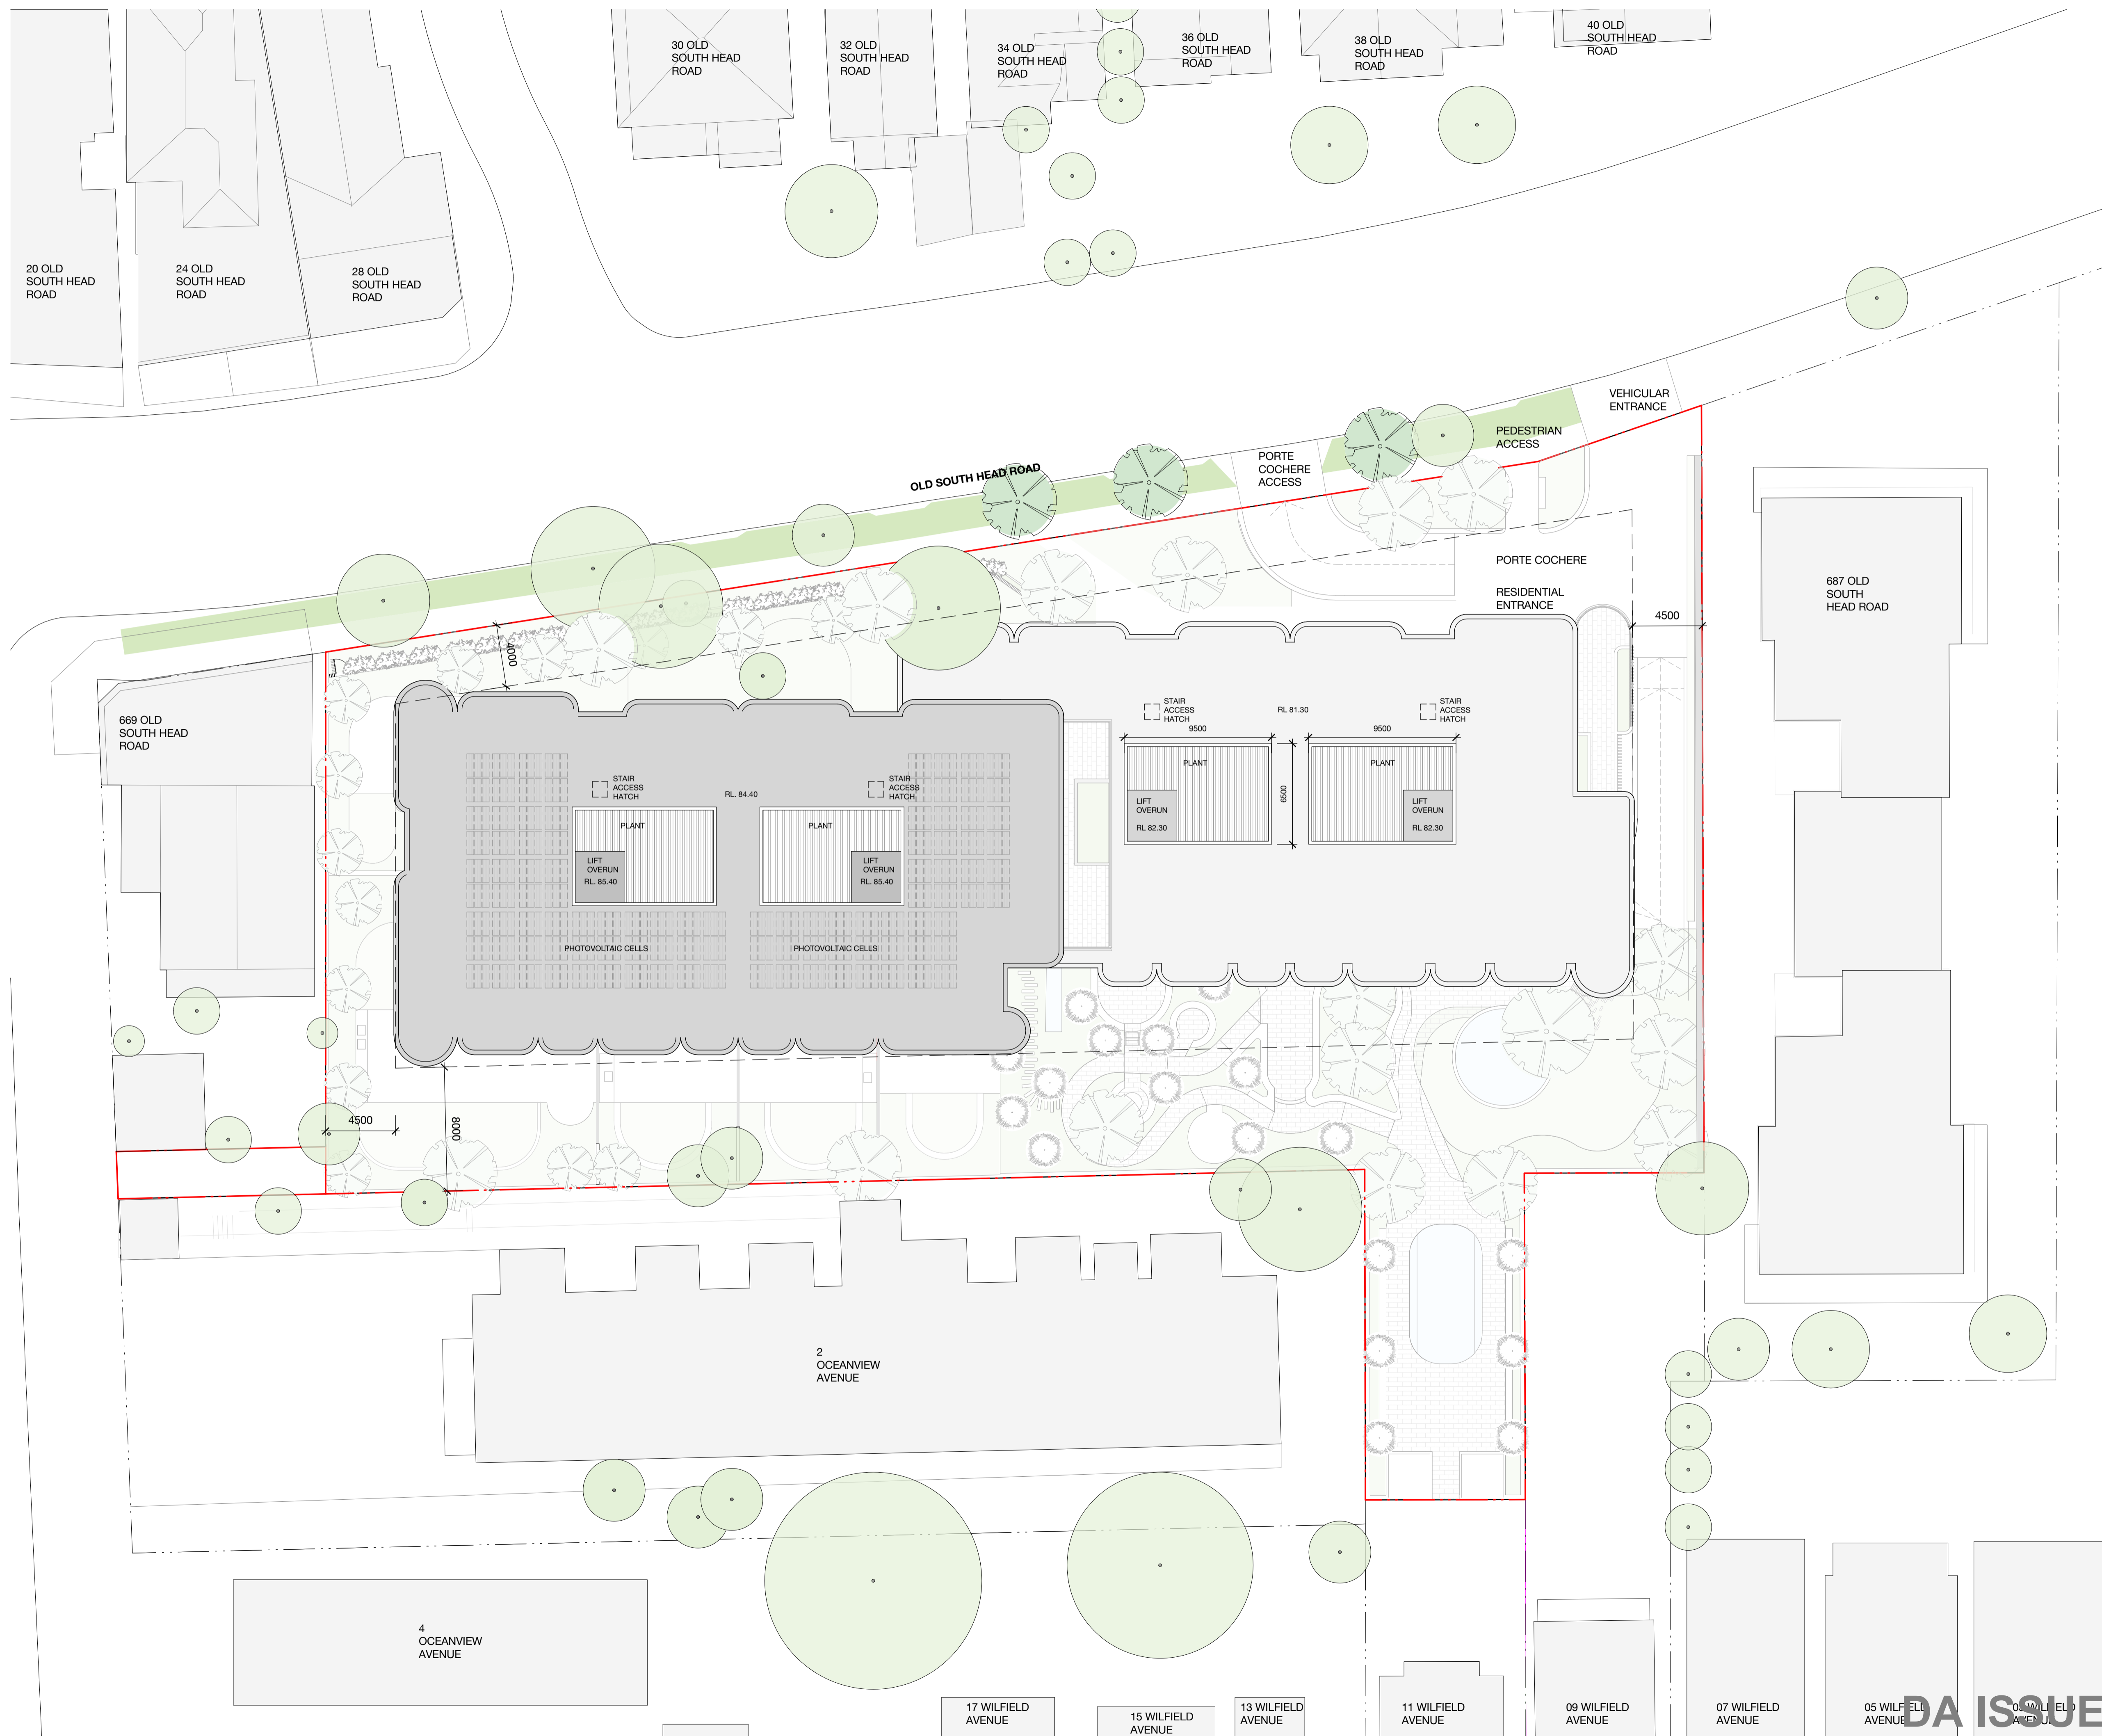 30 OLD
SOUTH HEAD
ROAD
32 OLD
SOUTH HEAD
ROAD
34 OLD
SOUTH HEAD
ROAD
36 OLD
SOUTH HEAD
ROAD
38 OLD
SOUTH HEAD
ROAD
40 OLD
SOUTH HEAD
ROAD
20 OLD
SOUTH HEAD
ROAD
24 OLD
SOUTH HEAD
ROAD
28 OLD
SOUTH HEAD
ROAD
VEHICULAR
ENTRANCE
PEDESTRIAN
ACCESS
PORTE
COCHERE
ACCESS
OLD SOUTH HEAD ROAD
PORTE COCHERE
RESIDENTIAL
ENTRANCE
4500
687 OLD
SOUTH
HEAD ROAD
4000
669 OLD
SOUTH HEAD
ROAD
STAIR
ACCESS
HATCH
RL 81.30
STAIR
ACCESS
HATCH
9500
9500
PLANT
PLANT
6500
LIFT
OVERUN
RL 82.30
LIFT
OVERUN
RL 82.30
STAIR
ACCESS
HATCH
RL. 84.40
STAIR
ACCESS
HATCH
PLANT
PLANT
LIFT
OVERUN
RL. 85.40
LIFT
OVERUN
RL. 85.40
PHOTOVOLTAIC CELLS
PHOTOVOLTAIC CELLS
4500
8000
2
OCEANVIEW
AVENUE
4
OCEANVIEW
AVENUE
17 WILFIELD
AVENUE
15 WILFIELD
AVENUE
13 WILFIELD
AVENUE
11 WILFIELD
AVENUE
09 WILFIELD
AVENUE
07 WILFIELD
AVENUE
05 WILFIELD
AVENUE
03 WILFIELD
AVENUE
DA ISSUE